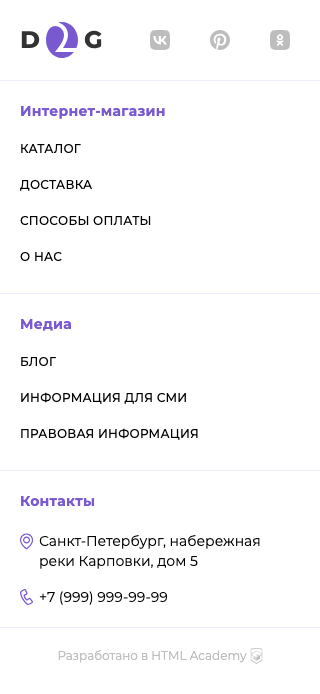 D2G
Интернет-магазин
КАТАЛОГ
ДОСТАВКА
СПОСОБЫ ОПЛАТЫ
О НАС
Медиа
БЛОГ
ИНФОРМАЦИЯ ДЛЯ СМИ
ПРАВОВАЯ ИНФОРМАЦИЯ
Контакты
Санкт-Петербург, набережная
реки Карповки, дом 5
+7 (999) 999-99-99
Разработано в HTML Academy